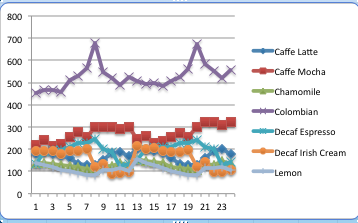 800
700
600
500
400
300
200
100
0
1 3 5 7 9 11 13 15 17 19 21 23
Caffe Latte
Caffe Mocha
Chamomile
Colombian
Decaf Espresso
Decaf Irish Cream
Lemon